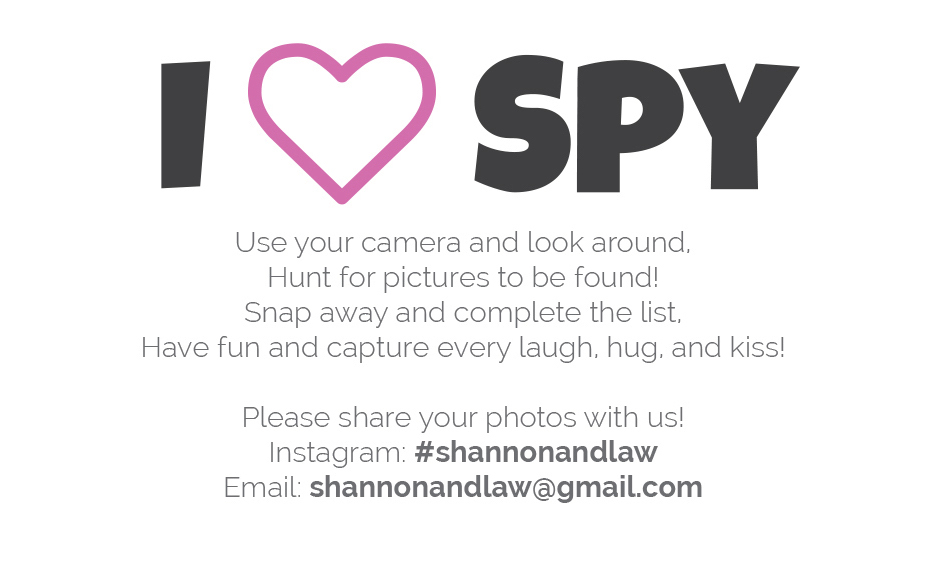 I SPY
Use your camera and look around,
Hunt for pictures to be found!
Snap away and complete the list,
Have fun and capture every laugh, hug, and kiss!
Please share your photos with us!
Instagram: #shannonandlaw
Email: shannonandlaw@gmail.com